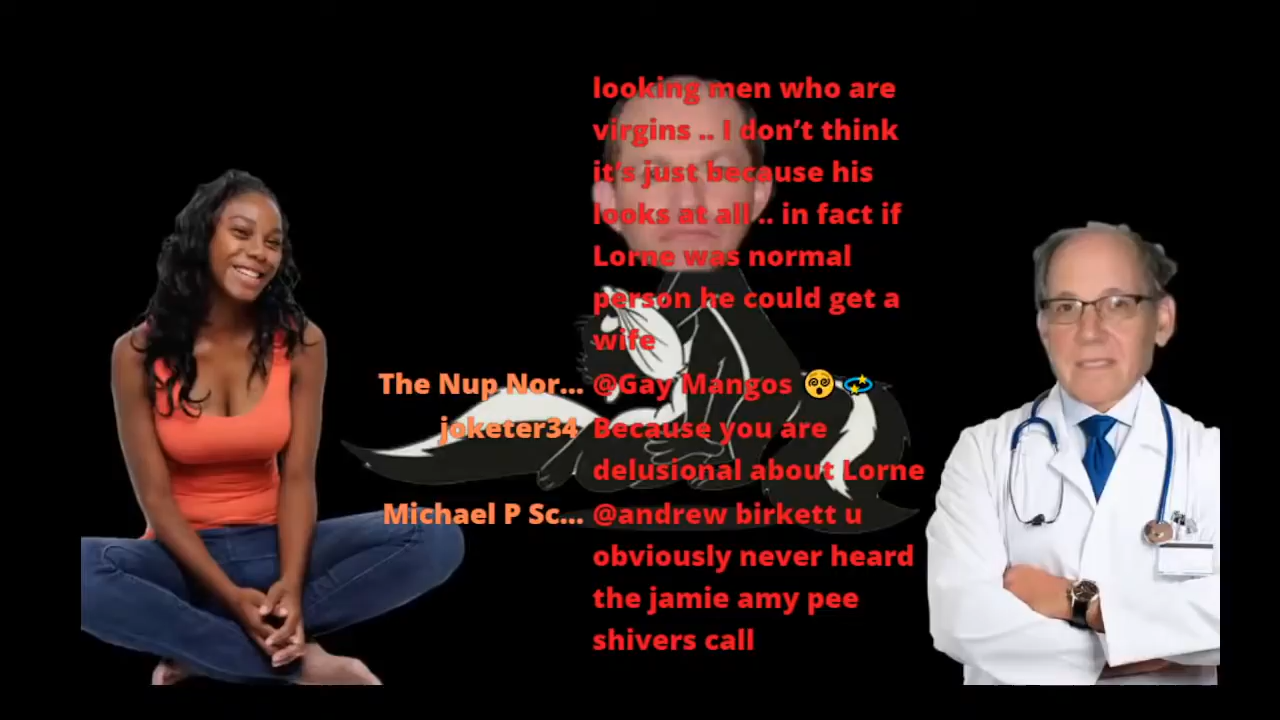 looking men who are
virgins .. I don’t think
it’s just because his
looks at all .. in fact if
Lorne was normal
person he could get a
wife
The Nup Nor... @Gay Mangos 😵‍💫
joketer34 Because you are
delusional about Lorne
Michael P Sc... @andrew birkett u
obviously never heard
the jamie amy pee
shivers call